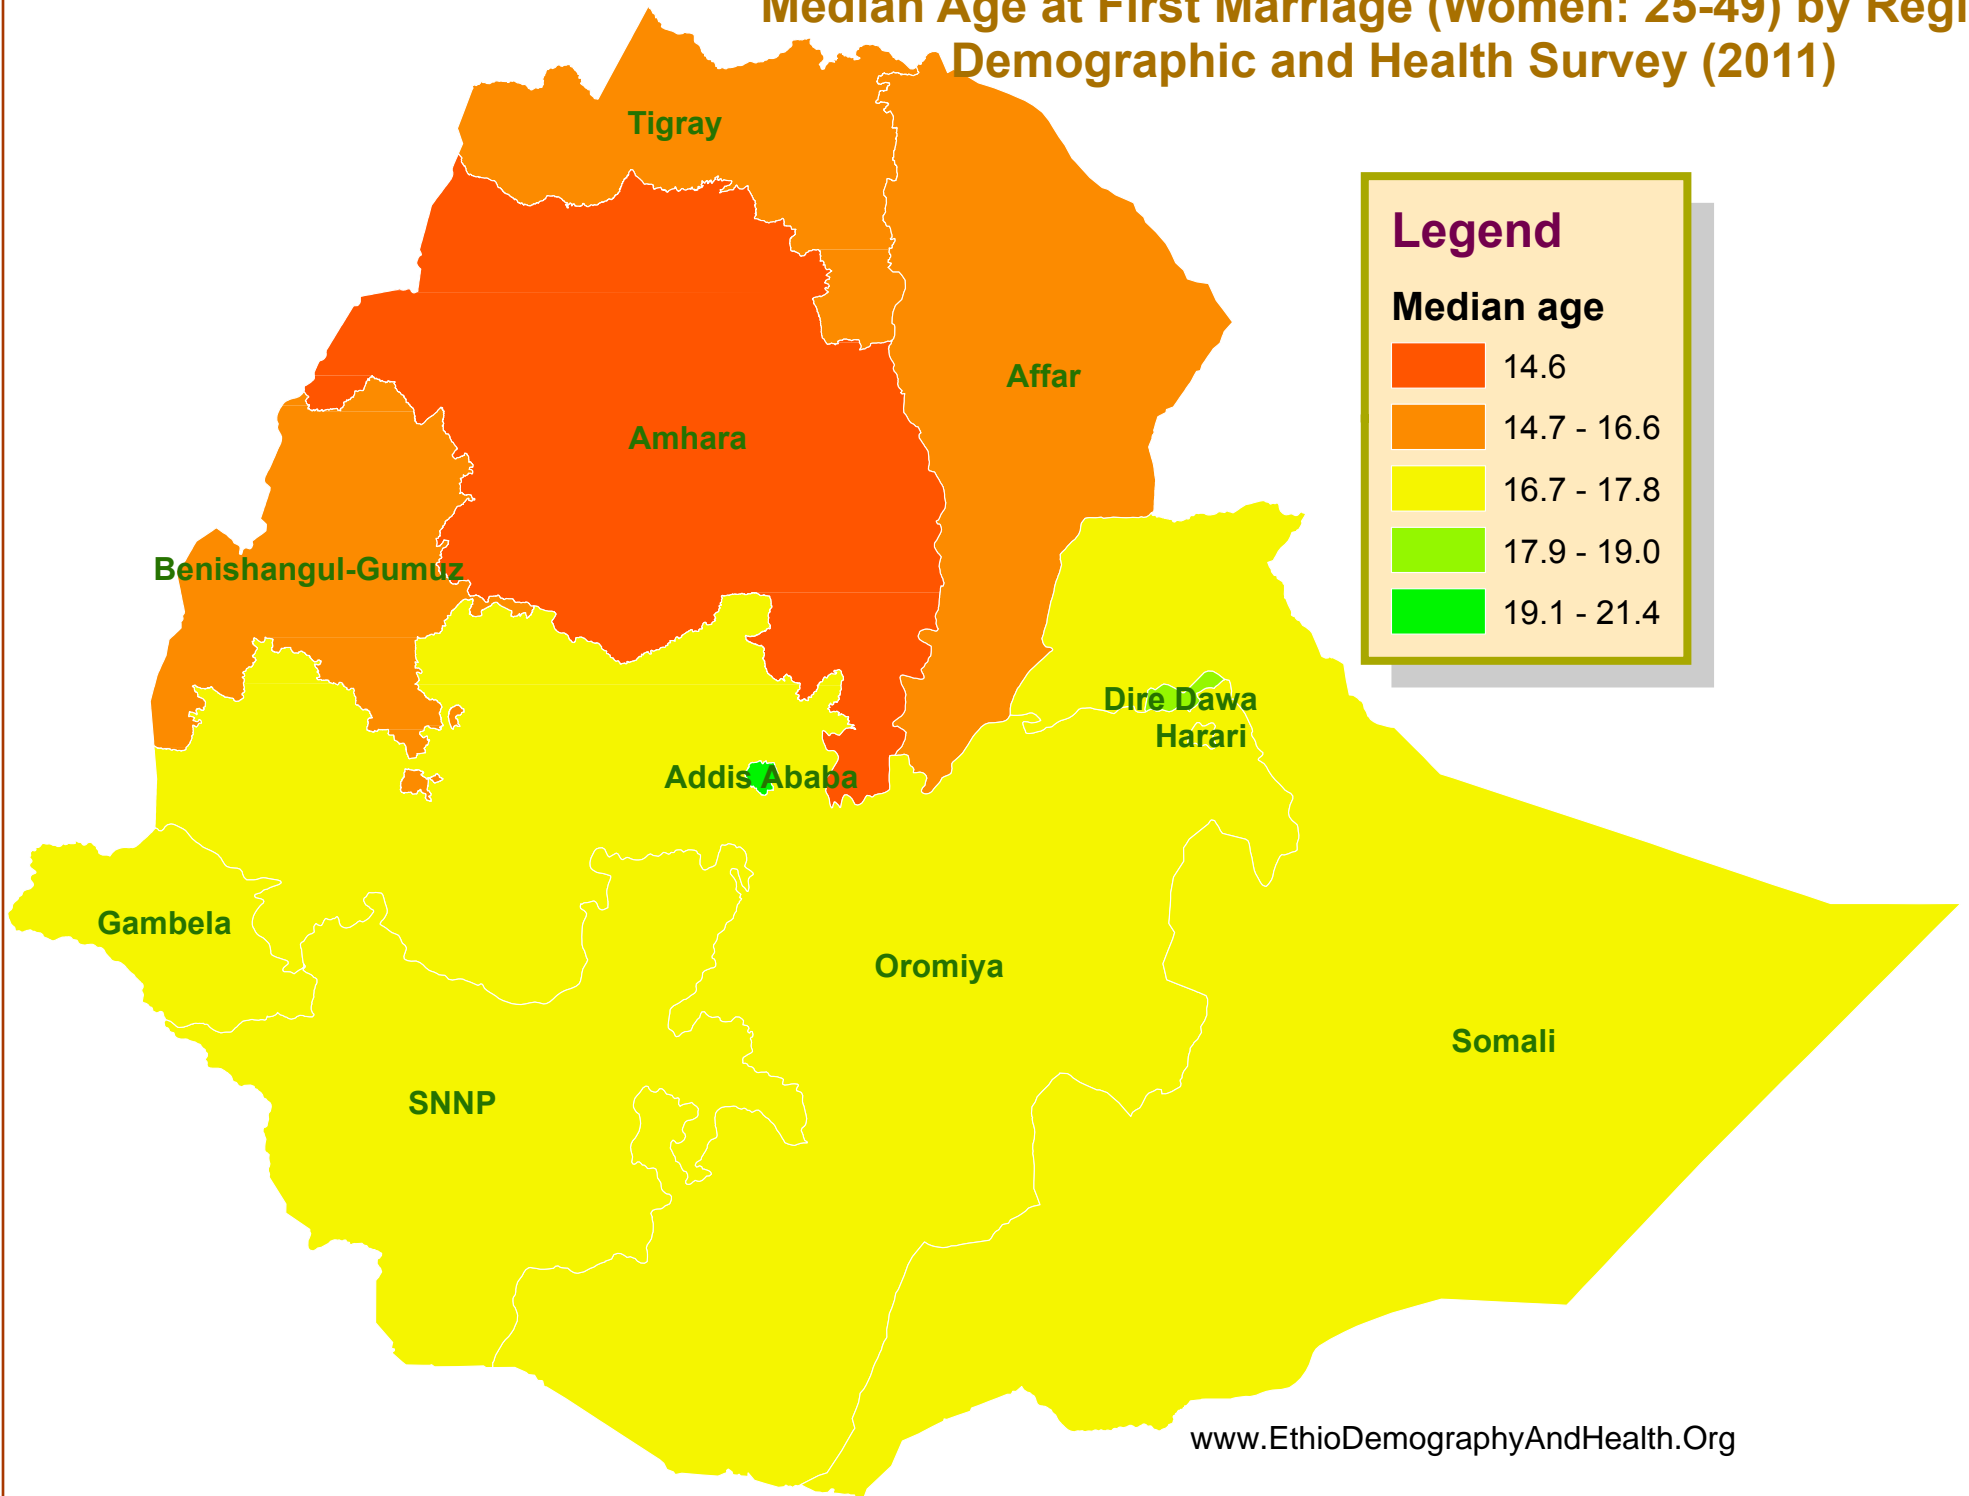 Median Age at First Marriage (Women: 25-49) by Regi
Demographic and Health Survey (2011)
Tigray
Legend
Median age
14.6
14.7 - 16.6
16.7 - 17.8
17.9 - 19.0
19.1 - 21.4
Affar
Amhara
Benishangul-Gumuz
Dire Dawa
Harari
Addis Ababa
Gambela
Oromiya
Somali
SNNP
www.EthioDemographyAndHealth.Org